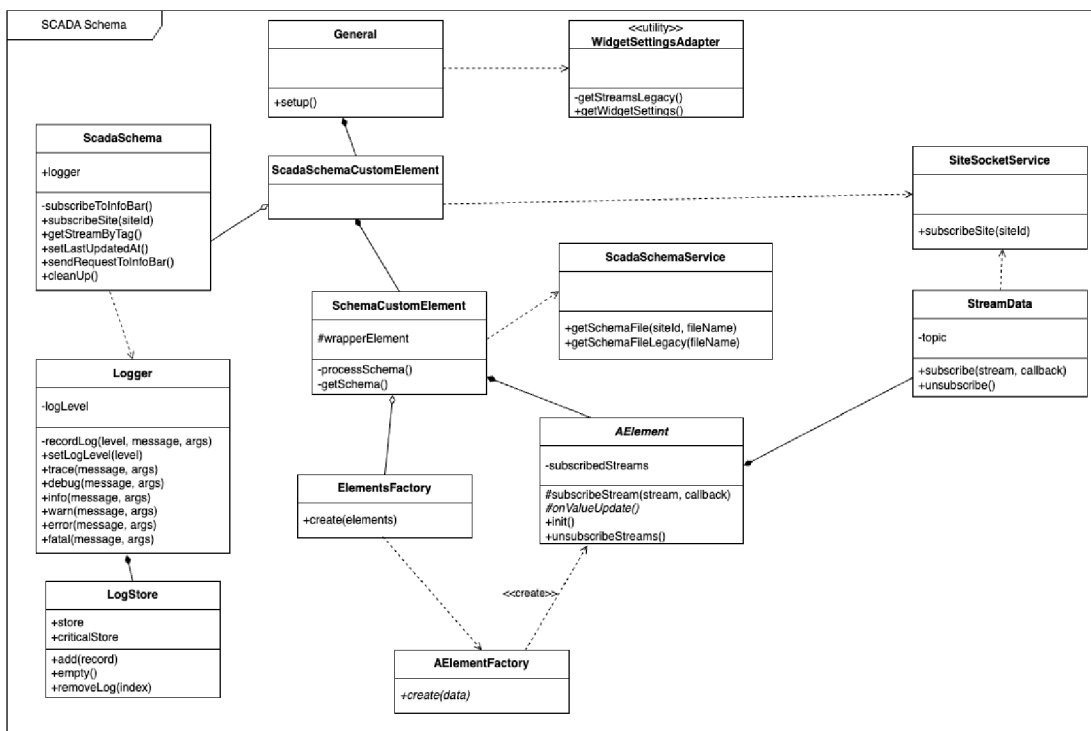 SCADA Schema
General
+setup()
<<utility>>
WidgetSettingsAdapter
-getStreamsLegacy()
+getWidgetSettings()
ScadaSchema
+logger
-subscribeToInfoBar()
+subscribeSite(siteId)
+getStreamByTag()
+setLastUpdatedAt()
+sendRequestToInfoBar()
+cleanUp()
ScadaSchemaCustomElement
SiteSocketService
+subscribeSite(siteId)
ScadaSchemaService
+getSchemaFile(siteId, fileName)
+getSchemaFileLegacy(fileName)
SchemaCustomElement
#wrapperElement
-processSchema()
-getSchema()
StreamData
-topic
+subscribe(stream, callback)
+unsubscribe()
Logger
-logLevel
-recordLog(level, message, args)
+setLogLevel(level)
+trace(message, args)
+debug(message, args)
+info(message, args)
+warn(message, args)
+error(message, args)
+fatal(message, args)
AElement
-subscribedStreams
#subscribeStream(stream, callback)
#onValueUpdate()
+init()
+unsubscribeStreams()
ElementsFactory
+create(elements)
<<create>>
LogStore
+store
+criticalStore
+add(record)
+empty()
+removeLog(index)
AElementFactory
+create(data)